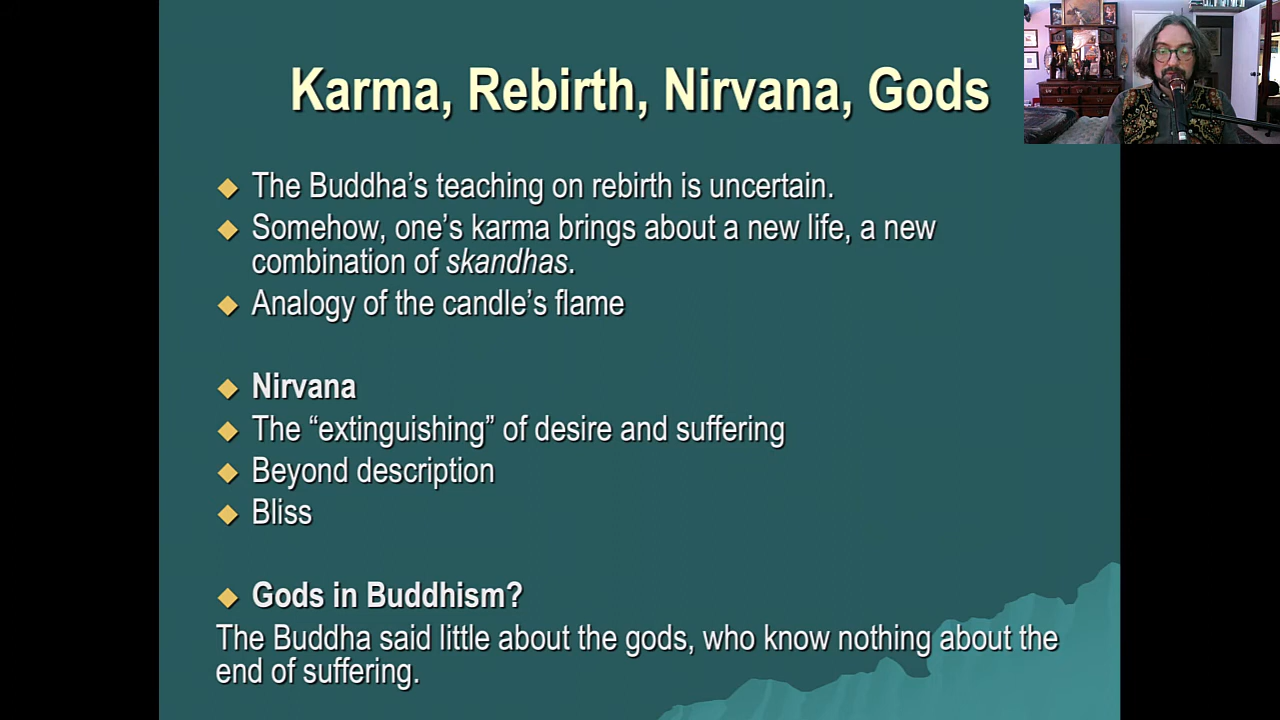 Karma, Rebirth, Nirvana, Gods
The Buddha’s teaching on rebirth is uncertain.
Somehow, one’s karma brings about a new life, a new
combination of skandhas.
Analogy of the candle’s flame
Nirvana
The “extinguishing” of desire and suffering
Beyond description
Bliss
Gods in Buddhism?
The Buddha said little about the gods, who know nothing about the
end of suffering.